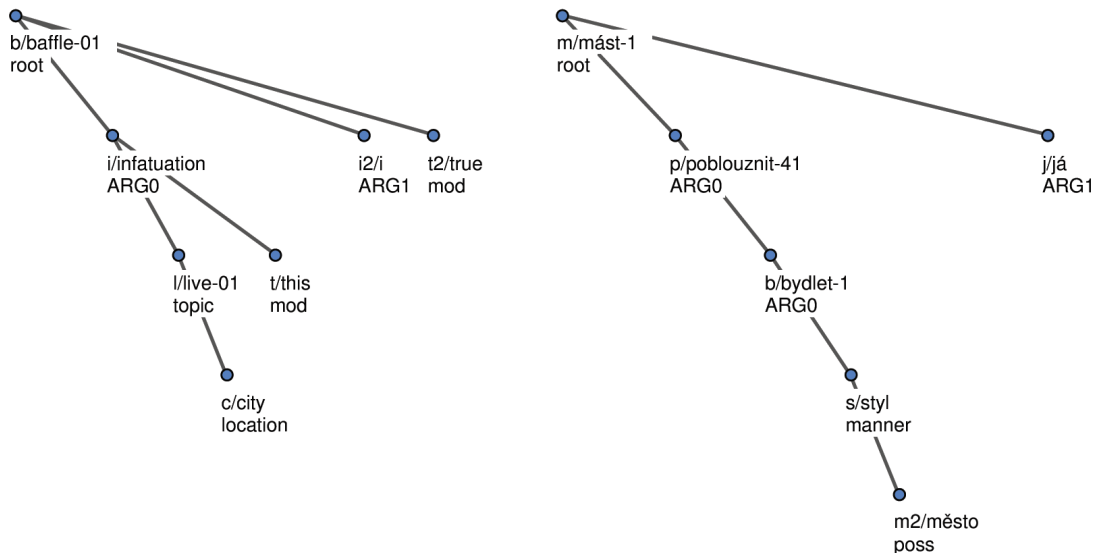 b/baffle-01
root
i/infatuation
ARG0
i2/i
ARG1
t2/true
mod
l/live-01
topic
t/this
mod
c/city
location
m/mást-1
root
p/poblouznit-41
ARG0
j/já
ARG1
b/bydlet-1
ARG0
s/styl
manner
m2/město
poss